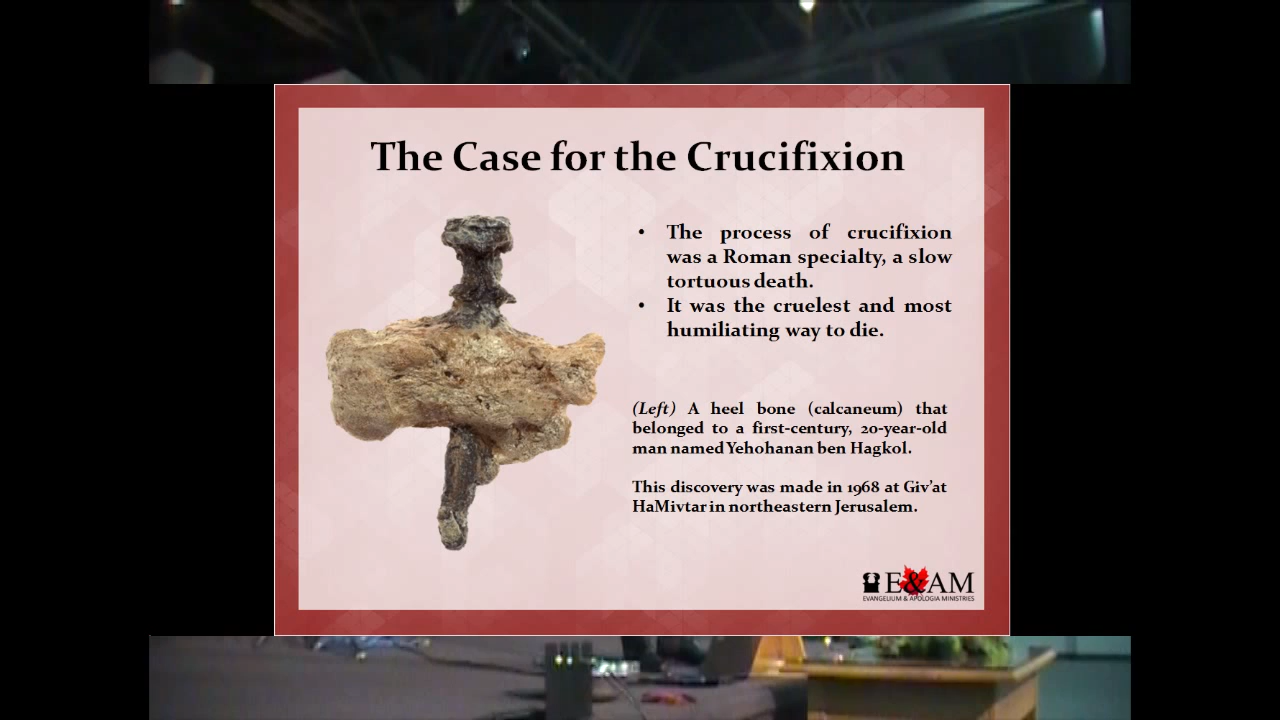 The Case for the Crucifixion
• The process of crucifixion
was a Roman specialty, a slow
tortuous death.
• It was the cruelest and most
humiliating way to die.
(Left) A heel bone (calcaneum) that
belonged to a first-century, 20-year-old
man named Yehohanan ben Hagkol.
This discovery was made in 1968 at Giv'at
HaMivtar in northeastern Jerusalem.
E&AM
EVANGELIUM & APOLOGIA MINISTRIES